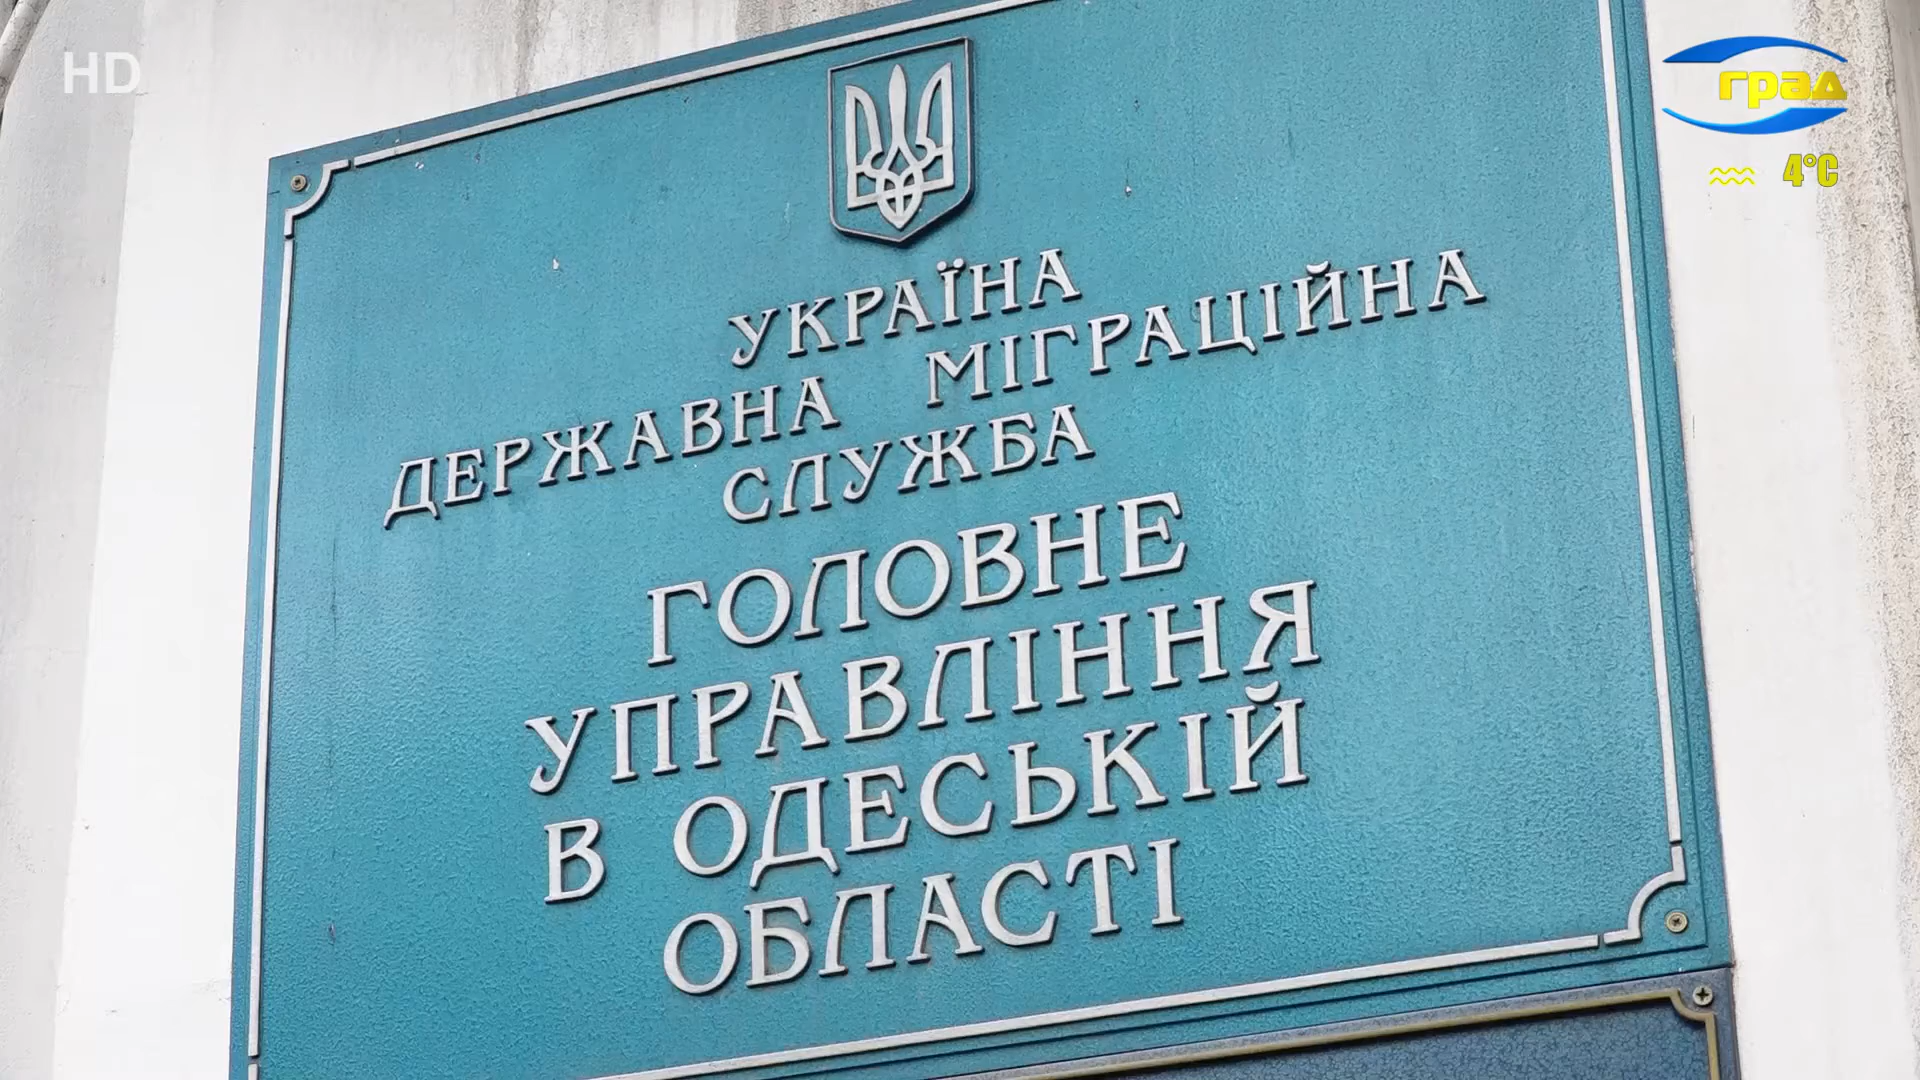 HD
град
4°C
УКРАЇНА
ДЕРЖАВНА МІГРАЦІЙНА
СЛУЖБА
ГОЛОВНЕ
УПРАВЛІННЯ
В ОДЕСЬКІЙ
ОБЛАСТІ